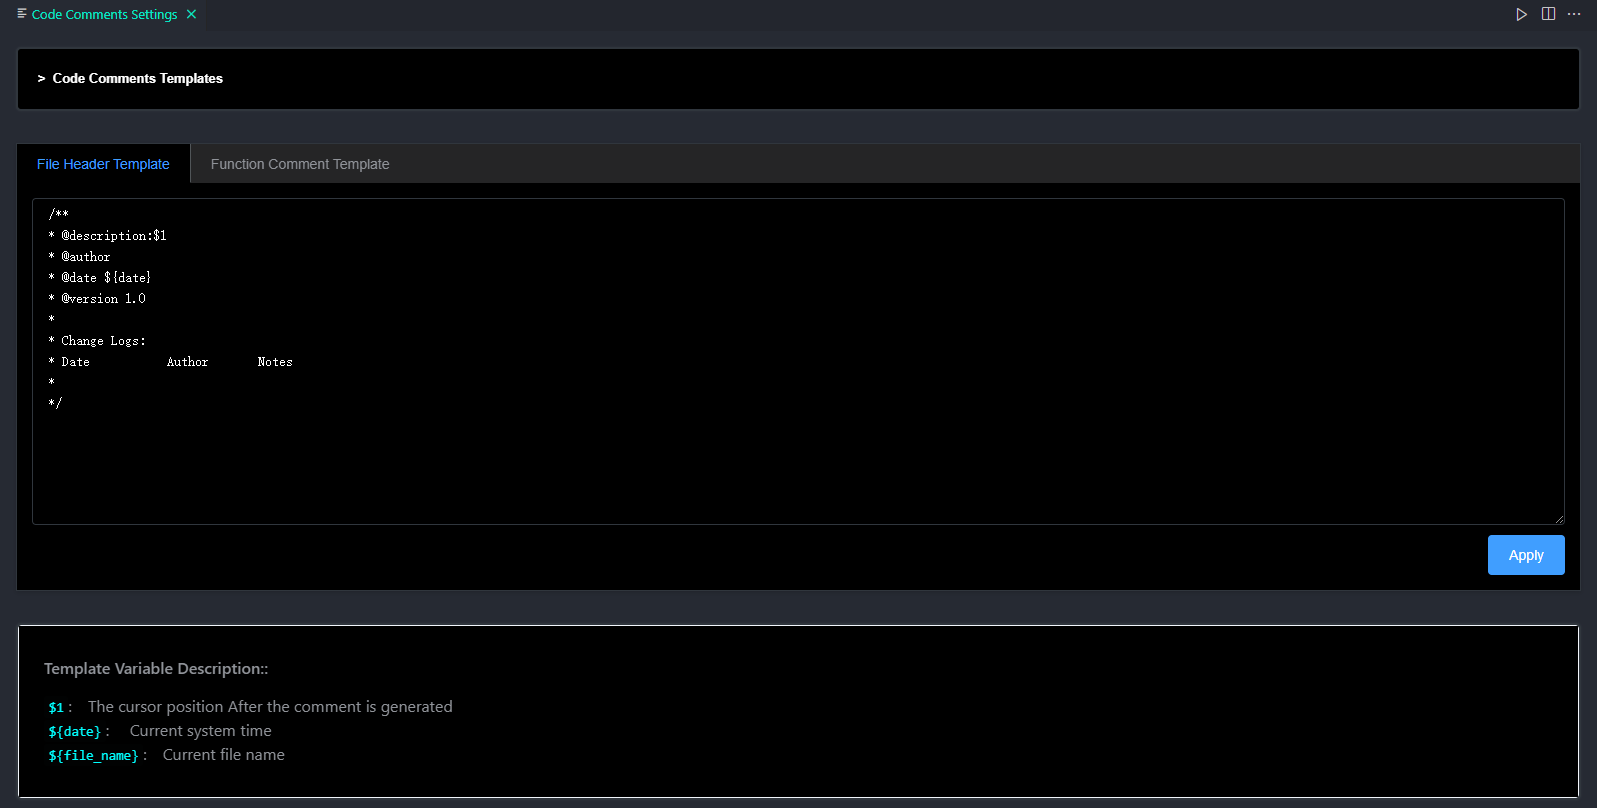 Code Comments Settings
> Code Comments Templates
File Header Template Function Comment Template
/**
* @description:$1
* @author
* @date ${date}
* @version 1.0
*
* Change Logs:
* Date           Author       Notes
*
*/
Apply
Template Variable Description::
$1 : The cursor position After the comment is generated
${date} : Current system time
${file_name} : Current file name